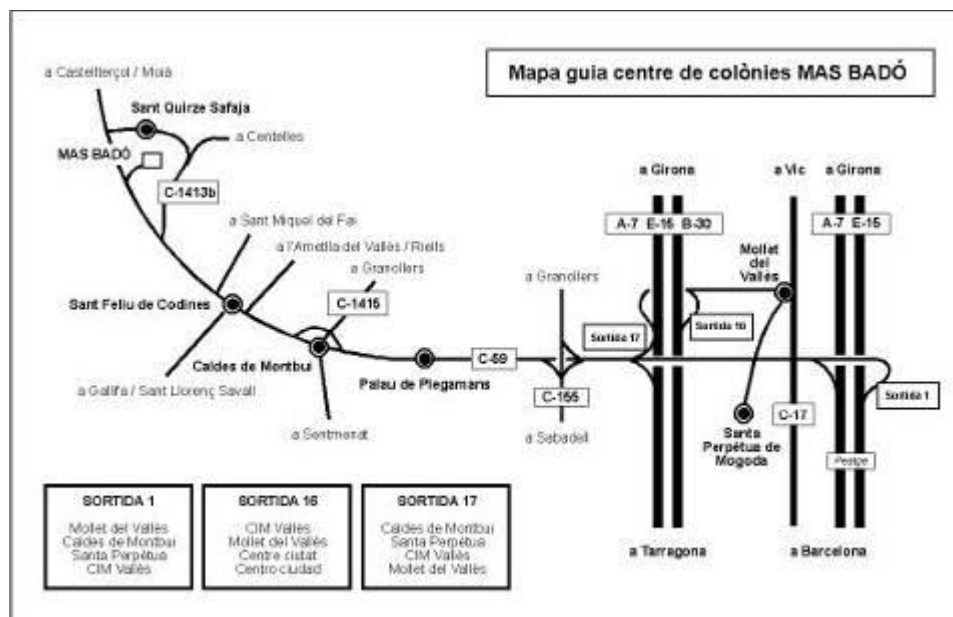 Mapa guia centre de colònies MAS BADÓ
a Castellterçol / Moià
Sant Quirze Safaja
a Centelles
MAS BADÓ
C-1413b
a Sant Miquel del Fai
a l'Ametlla del Vallès / Riells
a Granollers
C-1415
Sant Feliu de Codines
Caldes de Montbui
a Gallifa / Sant Llorenç Savall
a Sentmenat
Palau de Plegamans
C-59
a Granollers
C-155
a Sabadell
Sortida 17
a Girona
A-7 E-15 B-30
Sortida 16
a Tarragona
a Vic
Mollet
del
Vallès
Santa
Perpètua de
Mogoda
C-17
a Barcelona
a Girona
A-7 E-15
Sortida 1
Peatge
SORTIDA 1
Mollet del Vallès
Caldes de Montbui
Santa Perpètua
CIM Vallès
SORTIDA 16
CIM Vallès
Mollet del Vallès
Centre ciutat
Centro ciudad
SORTIDA 17
Caldes de Montbui
Santa Perpètua
CIM Vallès
Mollet del Vallès